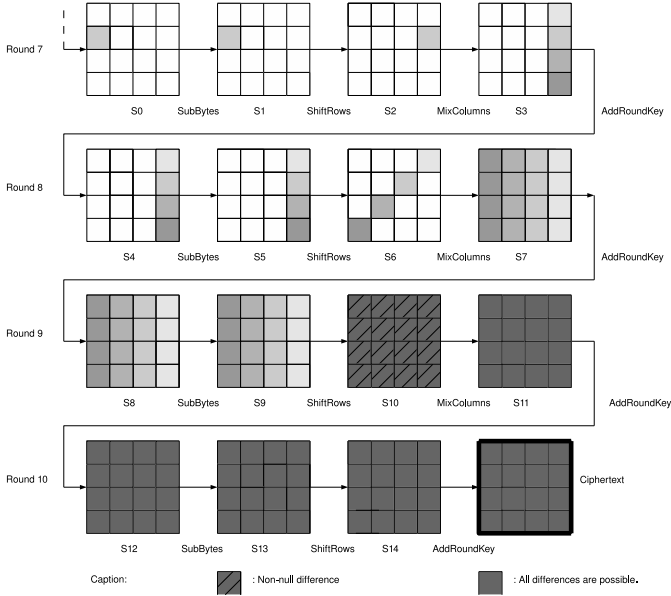 Round 7
S0 SubBytes S1 ShiftRows S2 MixColumns S3 AddRoundKey
Round 8
S4 SubBytes S5 ShiftRows S6 MixColumns S7 AddRoundKey
Round 9
S8 SubBytes S9 ShiftRows S10 MixColumns S11 AddRoundKey
Round 10
Ciphertext
S12 SubBytes S13 ShiftRows S14 AddRoundKey
Caption: : Non-null difference : All differences are possible.